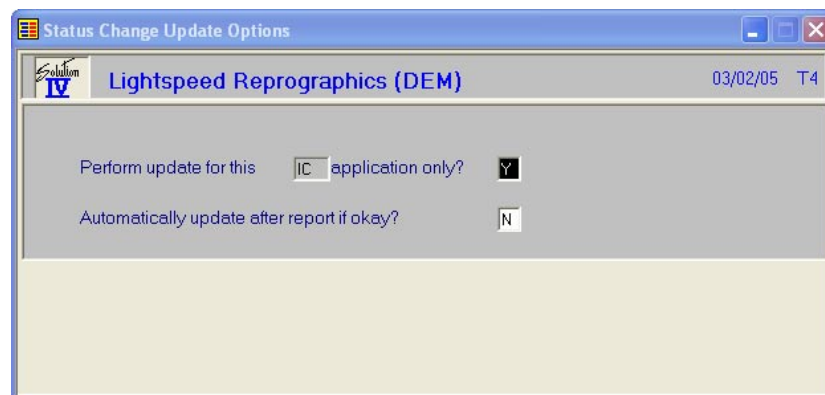 Status Change Update Options
Solution IV Lightspeed Reprographics (DEM) 03/02/05 T4
Perform update for this IC application only? Y
Automatically update after report if okay? N